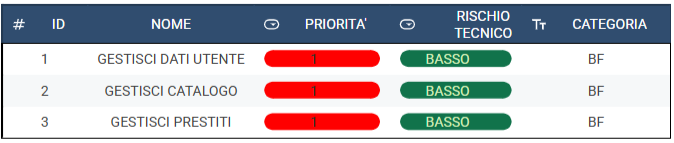 # ID NOME PRIORITA' RISCHIO TECNICO Tт CATEGORIA
1 GESTISCI DATI UTENTE 1 BASSO BF
2 GESTISCI CATALOGO 1 BASSO BF
3 GESTISCI PRESTITI 1 BASSO BF